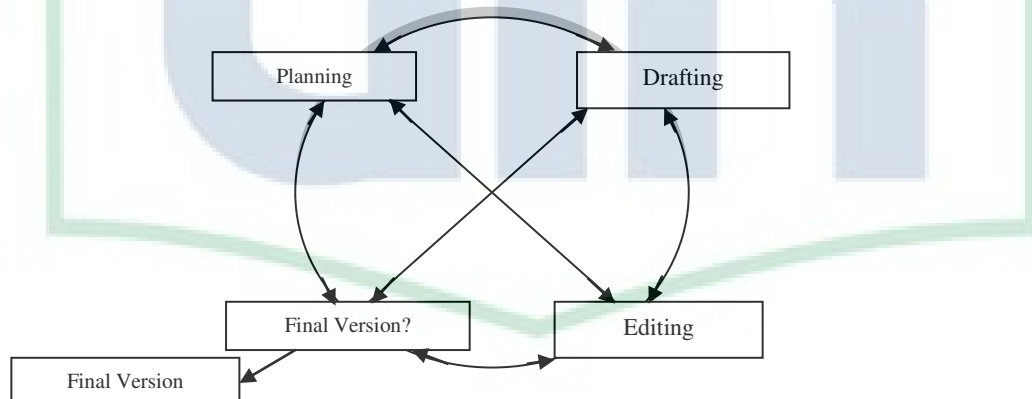 Planning
Drafting
Final Version?
Editing
Final Version